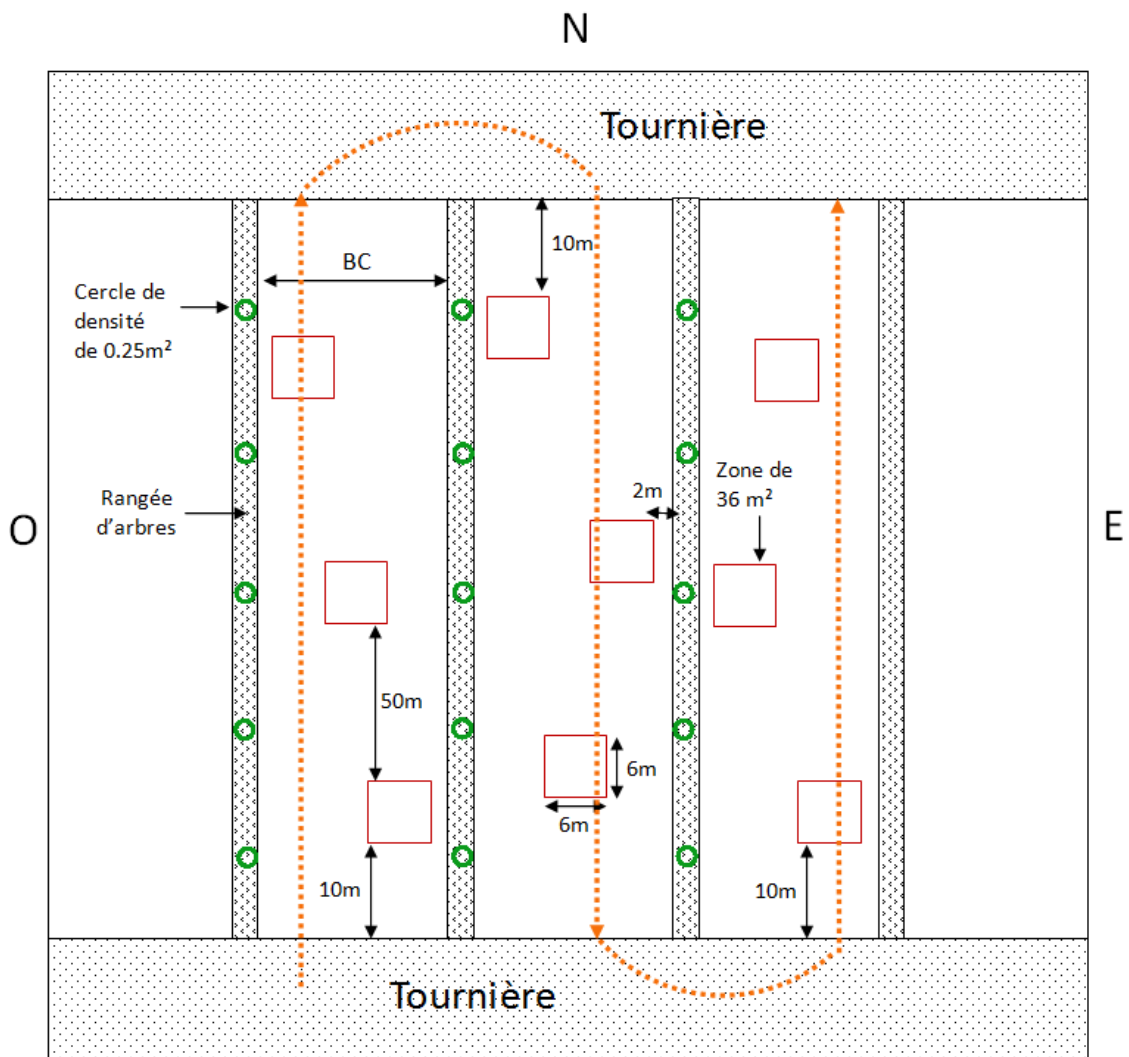 N
Tournière
10m
BC
Cercle de
densité
de 0.25m²
Rangée
d'arbres
2m
Zone de
36 m²
O
E
50m
6m
6m
10m
10m
Tournière